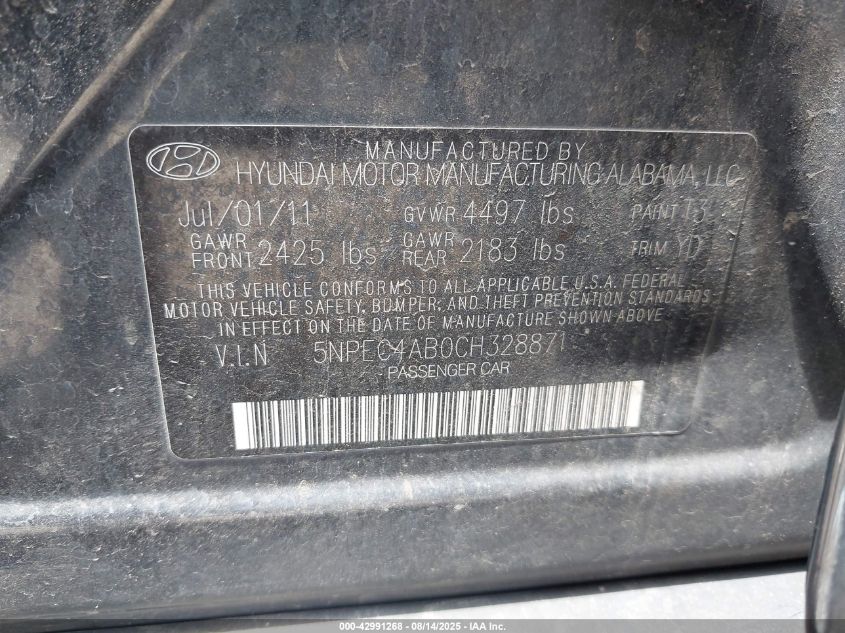 MANUFACTURED BY
HYUNDAI MOTOR MANUFACTURING ALABAMA, LLC
Jul/01/11 GVWR 4497 lbs PAINT T3
GAWR FRONT 2425 lbs GAWR REAR 2183 lbs TRIM YD
THIS VEHICLE CONFORMS TO ALL APPLICABLE U.S.A. FEDERAL
MOTOR VEHICLE SAFETY, BUMPER, AND THEFT PREVENTION STANDARDS
IN EFFECT ON THE DATE OF MANUFACTURE SHOWN ABOVE
V.I.N 5NPEC4AB0CH328871
PASSENGER CAR
000-42991268 - 08/14/2025 - IAA Inc.